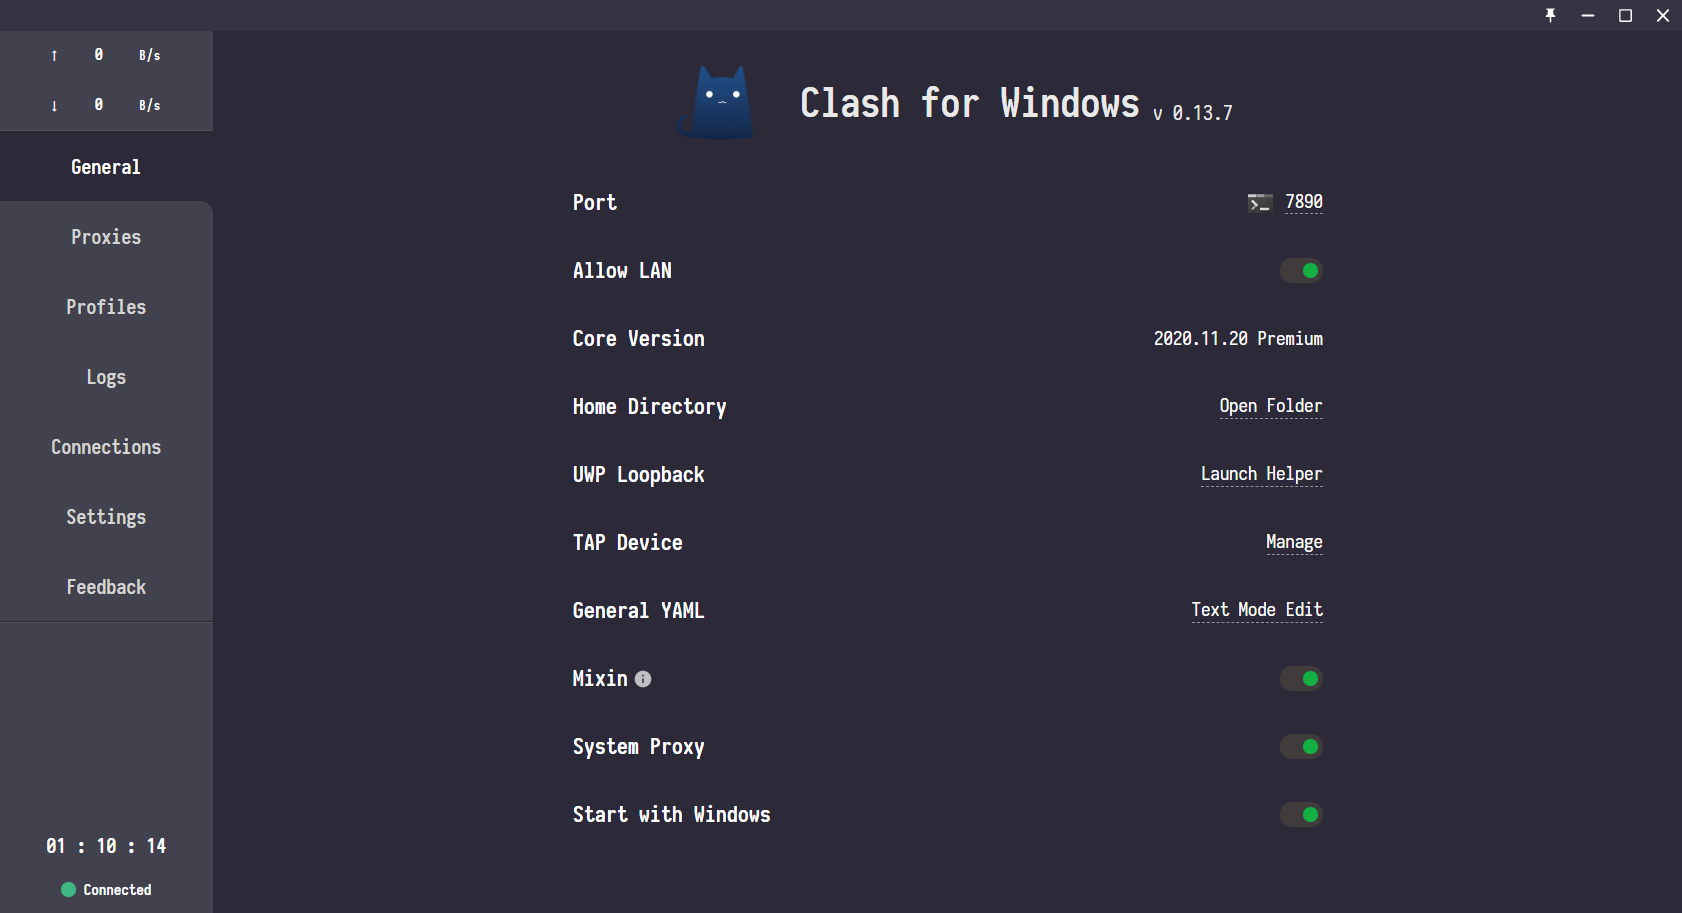 ↑ 0 B/s
↓ 0 B/s
General
Proxies
Profiles
Logs
Connections
Settings
Feedback
01 : 10 : 14
Connected
Clash for Windows v 0.13.7
Port 7890
Allow LAN
Core Version 2020.11.20 Premium
Home Directory Open Folder
UWP Loopback Launch Helper
TAP Device Manage
General YAML Text Mode Edit
Mixin
System Proxy
Start with Windows